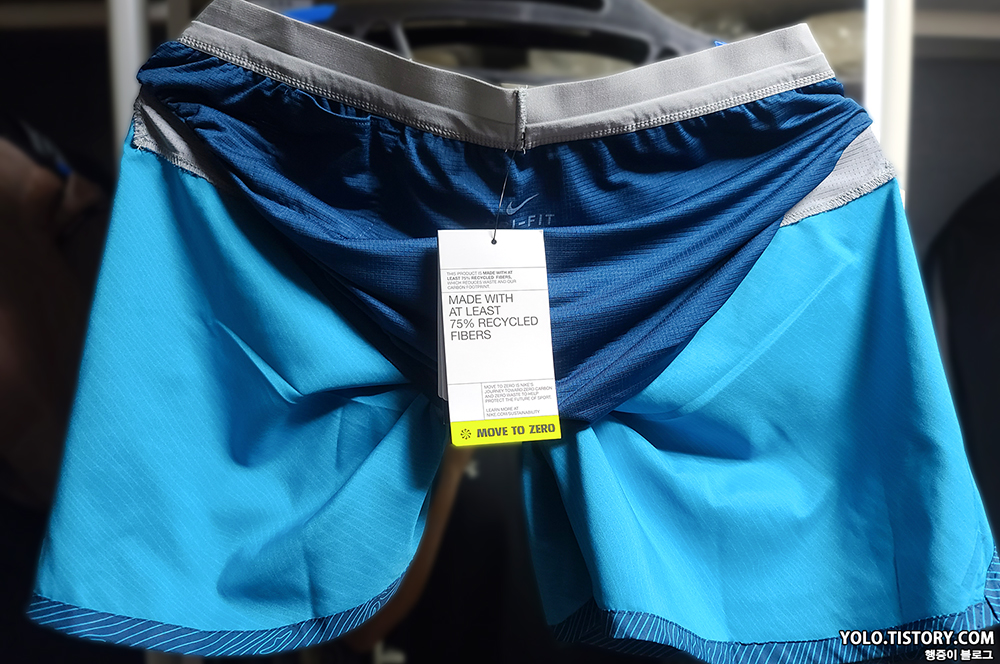 -FIT
THIS PRODUCT IS MADE WITH AT
LEAST 75% RECYCLED FIBERS,
WHICH REDUCES WASTE AND OUR
CARBON FOOTPRINT.
MADE WITH
AT LEAST
75% RECYCLED
FIBERS
MOVE TO ZERO IS NIKE'S
JOURNEY TOWARD ZERO CARBON
AND ZERO WASTE TO HELP
PROTECT THE FUTURE OF SPORT.
LEARN MORE AT
NIKE.COM/SUSTAINABILITY
MOVE TO ZERO
YOLO.TISTORY.COM
행증이 블로그